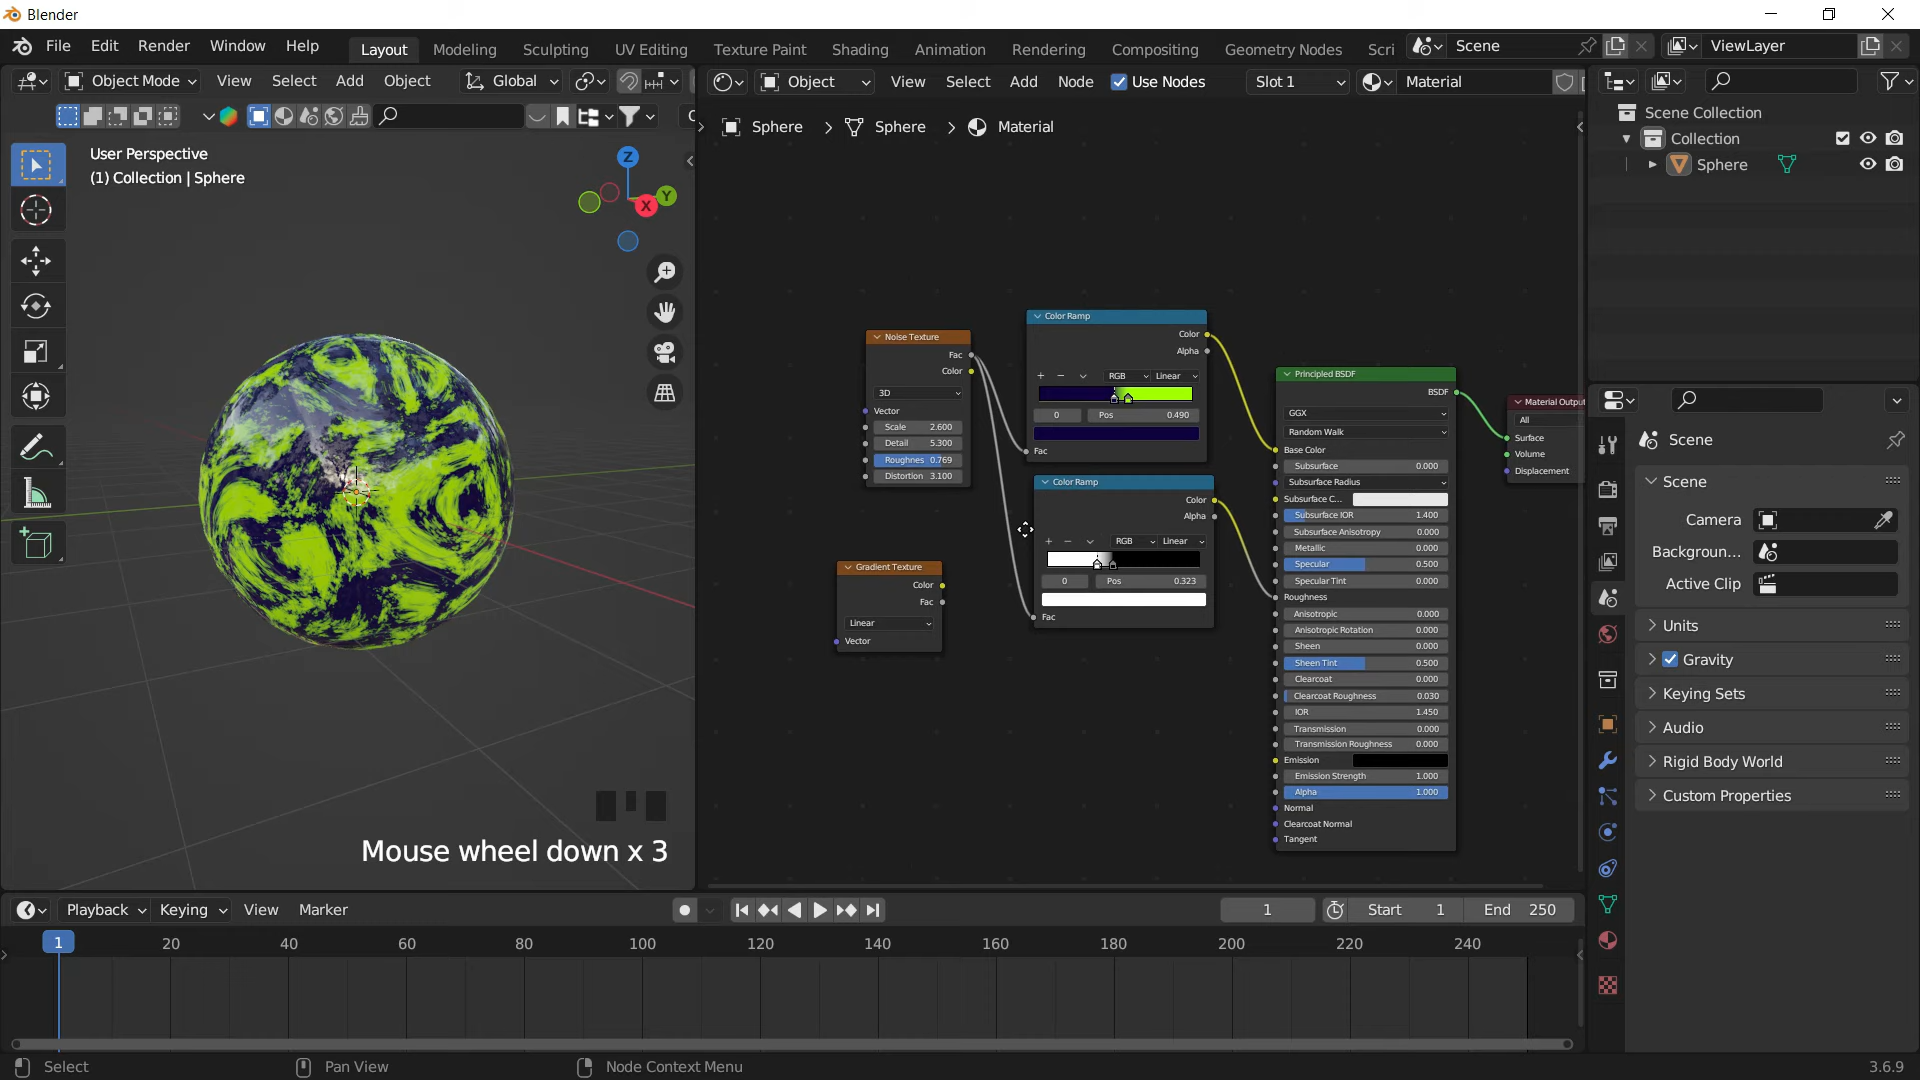 Blender
File Edit Render Window Help Layout Modeling Sculpting UV Editing Texture Paint Shading Animation Rendering Compositing Geometry Nodes Scri Scene ViewLayer
Object Mode View Select Add Object Global Object View Select Add Node Use Nodes Slot 1 Material
User Perspective
(1) Collection | Sphere
Z
Y
X
Mouse wheel down x 3
Sphere Sphere Material
Noise Texture
Fac
Color
3D
Vector
Scale 2.600
Detail 5.300
Roughnes 0.769
Distortion 3.100
Gradient Texture
Color
Fac
Linear
Vector
Color Ramp
Color
Alpha
RGB Linear
0 Pos 0.490
Fac
Color Ramp
Color
Alpha
RGB Linear
0 Pos 0.323
Fac
Principled BSDF
BSDF
GGX
Random Walk
Base Color
Subsurface 0.000
Subsurface Radius
Subsurface C...
Subsurface IOR 1.400
Subsurface Anisotropy 0.000
Metallic 0.000
Specular 0.500
Specular Tint 0.000
Roughness
Anisotropic 0.000
Anisotropic Rotation 0.000
Sheen 0.000
Sheen Tint 0.500
Clearcoat 0.000
Clearcoat Roughness 0.030
IOR 1.450
Transmission 0.000
Transmission Roughness 0.000
Emission
Emission Strength 1.000
Alpha 1.000
Normal
Clearcoat Normal
Tangent
Material Output
All
Surface
Volume
Displacement
Scene Collection
Collection
Sphere
Scene
Scene
Camera
Backgroun...
Active Clip
Units
Gravity
Keying Sets
Audio
Rigid Body World
Custom Properties
Playback Keying View Marker 1 Start 1 End 250
1 20 40 60 80 100 120 140 160 180 200 220 240
Select Pan View Node Context Menu 3.6.9